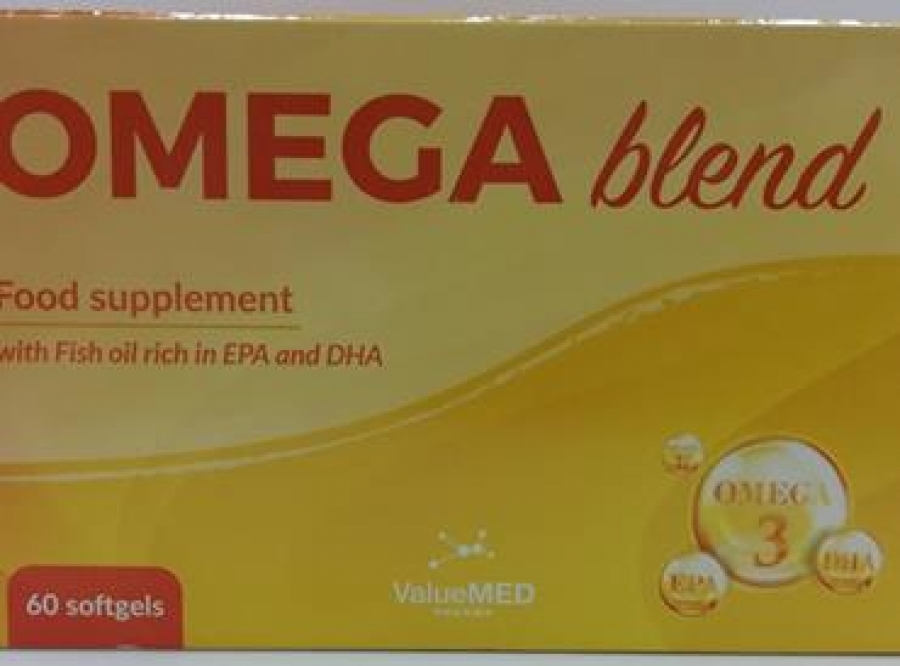 OMEGA blend
Food supplement
with Fish oil rich in EPA and DHA
OMEGA
3
DHA
EPA
60 softgels
ValueMED
PHARMA